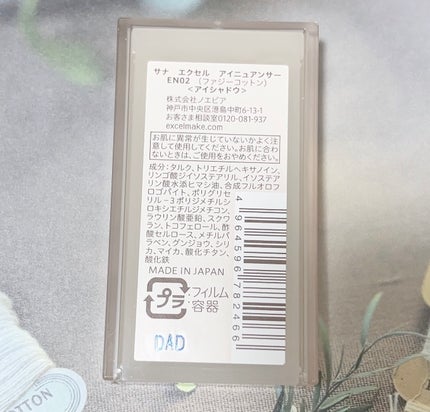 サナ エクセル アイニュアンサー
EN02 (ファジーコットン)
<アイシャドウ>
株式会社ノエビア
神戸市中央区港島中町6-13-1
お客さま相談室0120-081-937
excelmake.com
お肌に異常が生じていないかよく注
意して使用してください。お肌に合わ
ないときは、ご使用をおやめください。
成分:タルク、トリエチルヘキサノイン、
リンゴ酸ジイソステアリル、イソステア
リン酸水添ヒマシ油、合成フルオロフ
ロゴパイト、ポリグリセ
リル-3ポリジメチルシ
ロキシエチルジメチコン、
ラウリン酸亜鉛、スクワ
ラン、トコフェロール、酢
酸セルロース、メチルパ
ラベン、グンジョウ、シリ
カ、マイカ、酸化チタン、
酸化鉄
4964596782466
MADE IN JAPAN
プラ
:フィルム
容器
DAD
COTTON